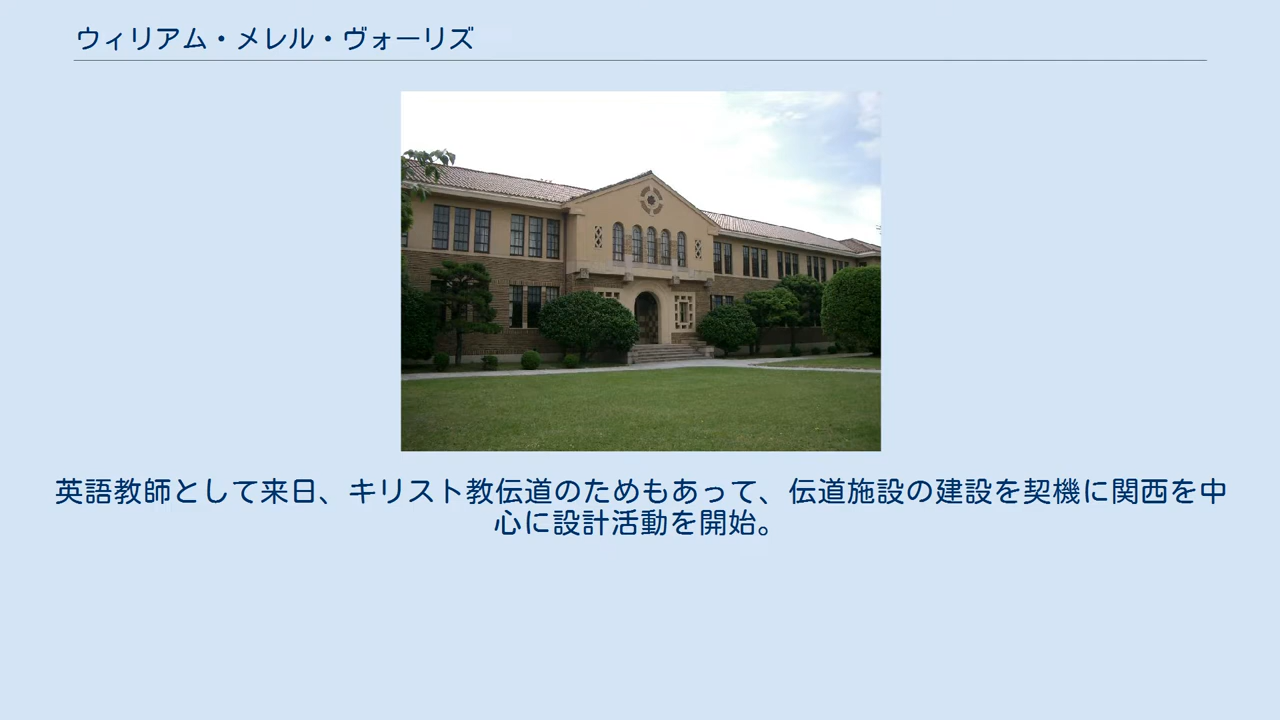 ウィリアム・メレル・ヴォーリズ
英語教師として来日、キリスト教伝道のためもあって、伝道施設の建設を契機に関西を中
心に設計活動を開始。